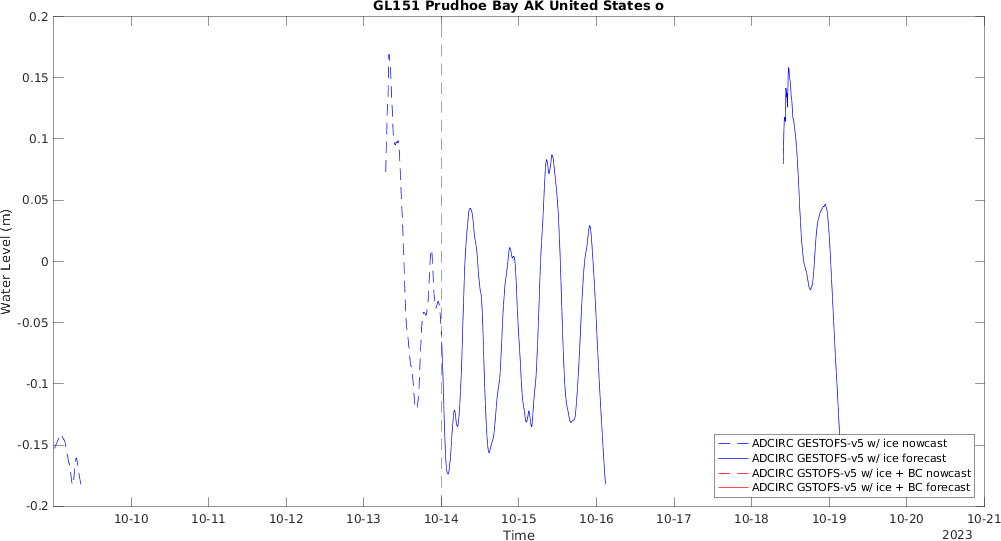 GL151 Prudhoe Bay AK United States o
0.2
0.15
0.1
0.05
0
-0.05
-0.1
-0.15
-0.2
Water Level (m)
10-10 10-11 10-12 10-13 10-14 10-15 10-16 10-17 10-18 10-19 10-20 10-21
Time
2023
ADCIRC GESTOFS-v5 w/ ice nowcast
ADCIRC GESTOFS-v5 w/ ice forecast
ADCIRC GSTOFS-v5 w/ ice + BC nowcast
ADCIRC GSTOFS-v5 w/ ice + BC forecast